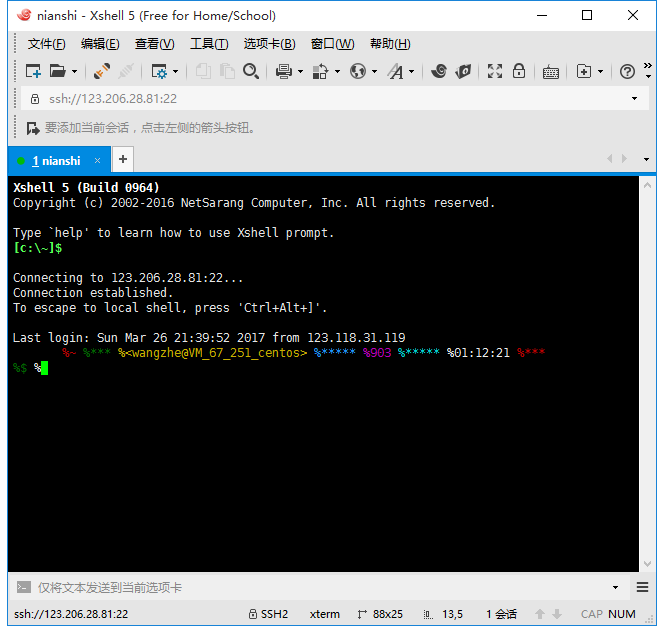 nianshi - Xshell 5 (Free for Home/School)
文件(F) 编辑(E) 查看(V) 工具(T) 选项卡(B) 窗口(W) 帮助(H)
ssh://123.206.28.81:22
要添加当前会话，点击左侧的箭头按钮。
1 nianshi × +
Xshell 5 (Build 0964)
Copyright (c) 2002-2016 NetSarang Computer, Inc. All rights reserved.
Type `help' to learn how to use Xshell prompt.
[c:\~]$
Connecting to 123.206.28.81:22...
Connection established.
To escape to local shell, press 'Ctrl+Alt+]'.
Last login: Sun Mar 26 21:39:52 2017 from 123.118.31.119
%~ %*** %<wangzhe@VM_67_251_centos> %***** %903 %***** %01:12:21 %***
%$ %
仅将文本发送到当前选项卡
ssh://123.206.28.81:22 SSH2 xterm 88x25 13,5 1 会话 CAP NUM